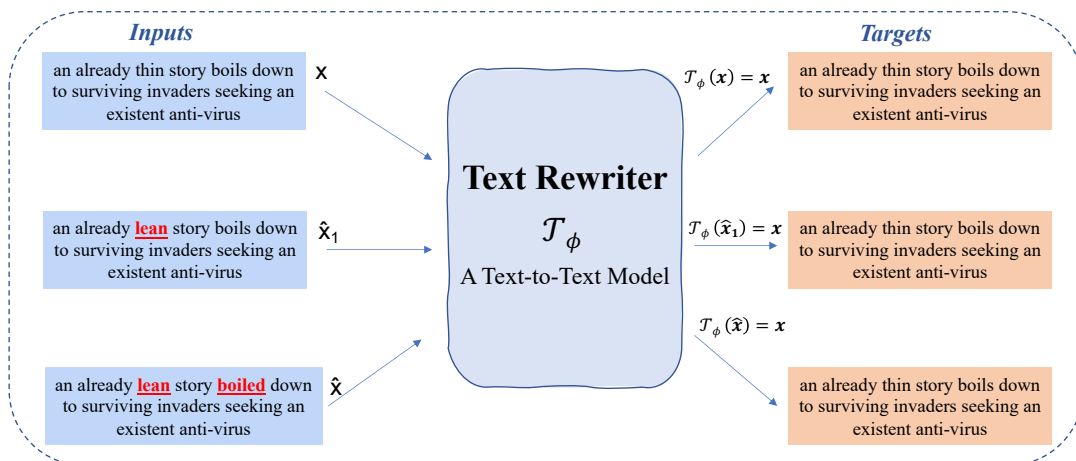 Inputs
Targets
an already thin story boils down
to surviving invaders seeking an
existent anti-virus
x
𝒯ϕ(x) = x
an already thin story boils down
to surviving invaders seeking an
existent anti-virus
Text Rewriter
𝒯ϕ
A Text-to-Text Model
an already lean story boils down
to surviving invaders seeking an
existent anti-virus
x̂1
𝒯ϕ(x̂1) = x
an already thin story boils down
to surviving invaders seeking an
existent anti-virus
an already lean story boiled down
to surviving invaders seeking an
existent anti-virus
x̂
𝒯ϕ(x̂) = x
an already thin story boils down
to surviving invaders seeking an
existent anti-virus